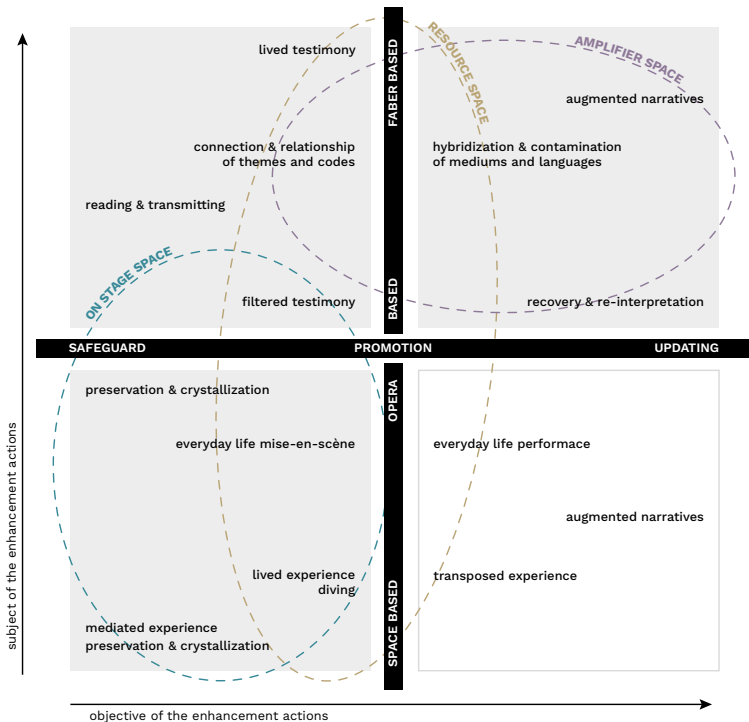 lived testimony
FABER BASED
RESOURCE SPACE
AMPLIFIER SPACE
augmented narratives
connection & relationship
of themes and codes
hybridization & contamination
of mediums and languages
reading & transmitting
ON STAGE SPACE
filtered testimony
BASED
recovery & re-interpretation
SAFEGUARD
PROMOTION
UPDATING
preservation & crystallization
OPERA
everyday life mise-en-scène
everyday life performace
augmented narratives
lived experience
diving
transposed experience
SPACE BASED
mediated experience
preservation & crystallization
subject of the enhancement actions
objective of the enhancement actions